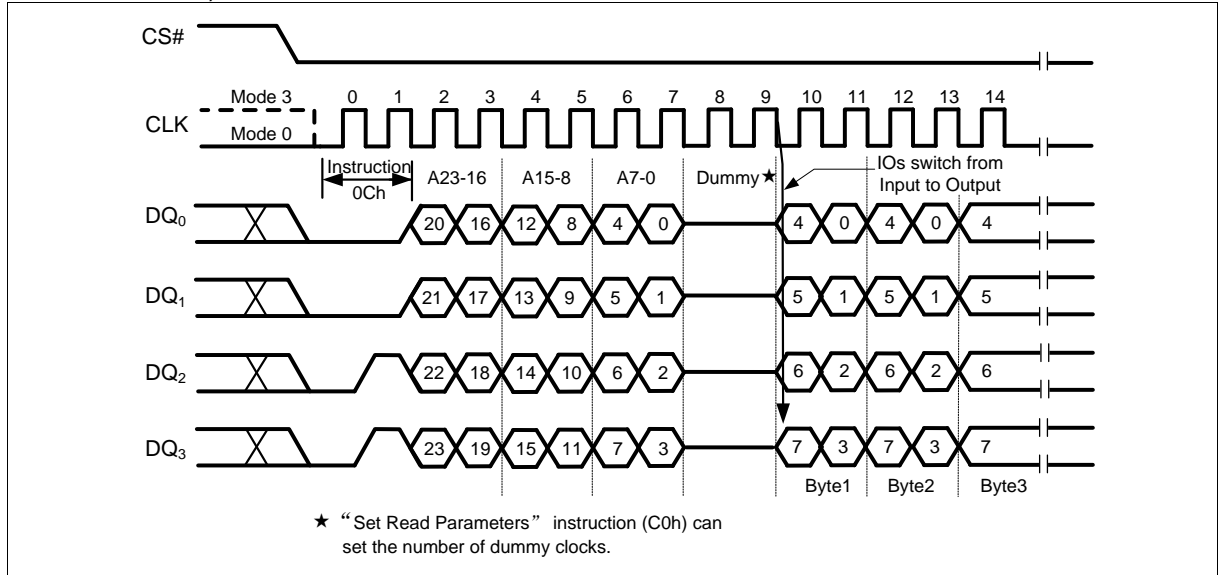 CS#
Mode 3 0 1 2 3 4 5 6 7 8 9 10 11 12 13 14
CLK
Mode 0
Instruction A23-16 A15-8 A7-0 Dummy★ IOs switch from
0Ch Input to Output
DQ0 20 16 12 8 4 0 4 0 4 0 4
DQ1 21 17 13 9 5 1 5 1 5 1 5
DQ2 22 18 14 10 6 2 6 2 6 2 6
DQ3 23 19 15 11 7 3 7 3 7 3 7
Byte1 Byte2 Byte3
★ “Set Read Parameters” instruction (C0h) can
set the number of dummy clocks.